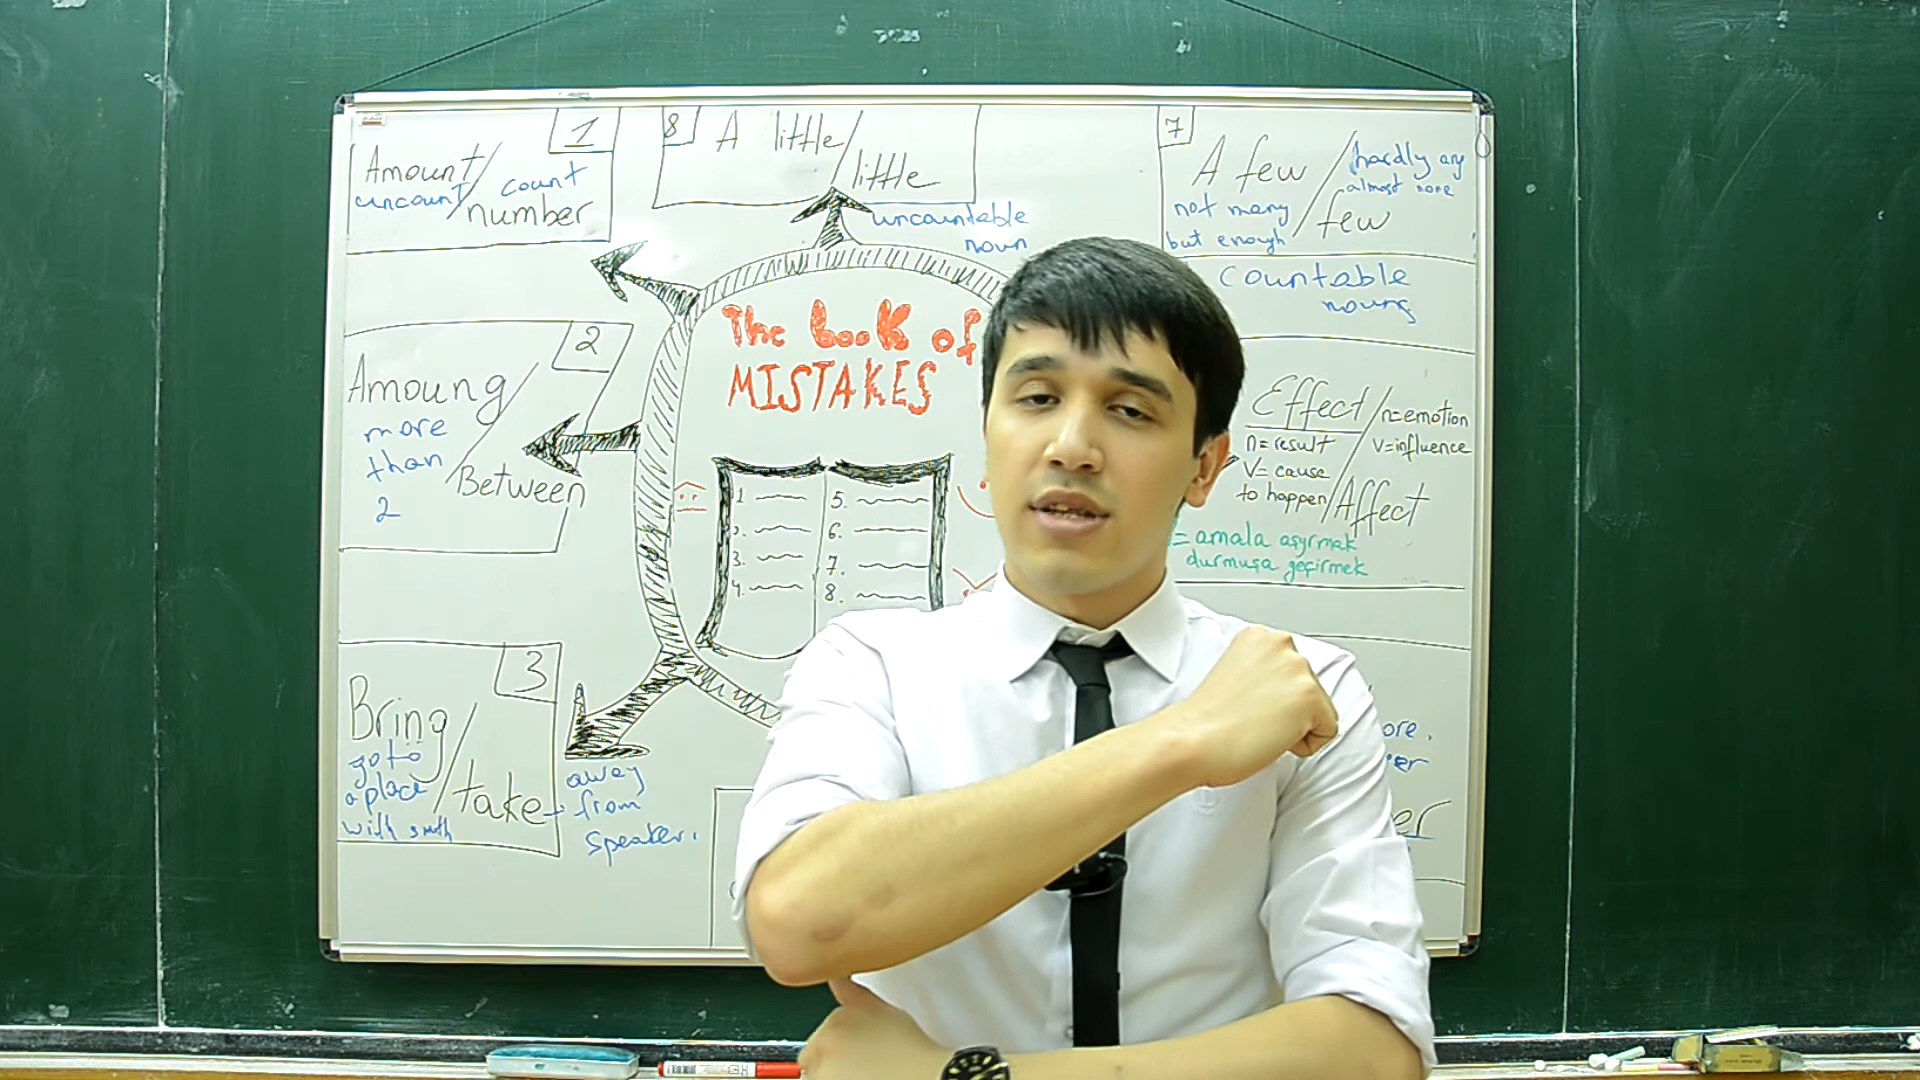 1
Amount/
uncount
count
number
8
A little/
little
uncountable
noun
7
A few/
few
hardly any
almost none
not many
but enough
Countable
nouns
The book of
MISTAKES
1
2.
3.
4.
5.
6.
7.
8.
2
Amoung/
more
than
2
Between
Effect/
n=result
V=cause
to happen
n=emotion
v=influence
Affect
= amala aşyrmak
durmuşa geçirmek
3
Bring/
go to
a place
with smth
take
away
from
speaker.
ore.
er